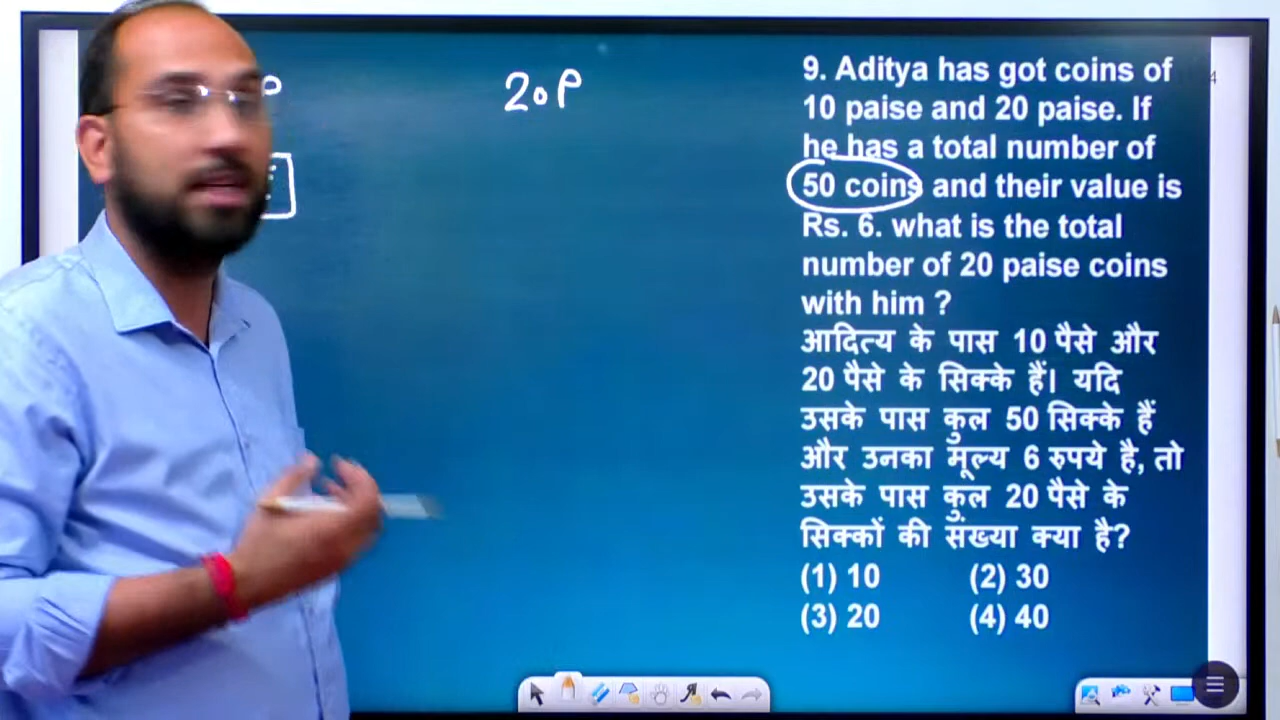 20P
9. Aditya has got coins of
10 paise and 20 paise. If
he has a total number of
50 coins and their value is
Rs. 6. what is the total
number of 20 paise coins
with him ?
आदित्य के पास 10 पैसे और
20 पैसे के सिक्के हैं। यदि
उसके पास कुल 50 सिक्के हैं
और उनका मूल्य 6 रुपये है, तो
उसके पास कुल 20 पैसे के
सिक्कों की संख्या क्या है?
(1) 10 (2) 30
(3) 20 (4) 40